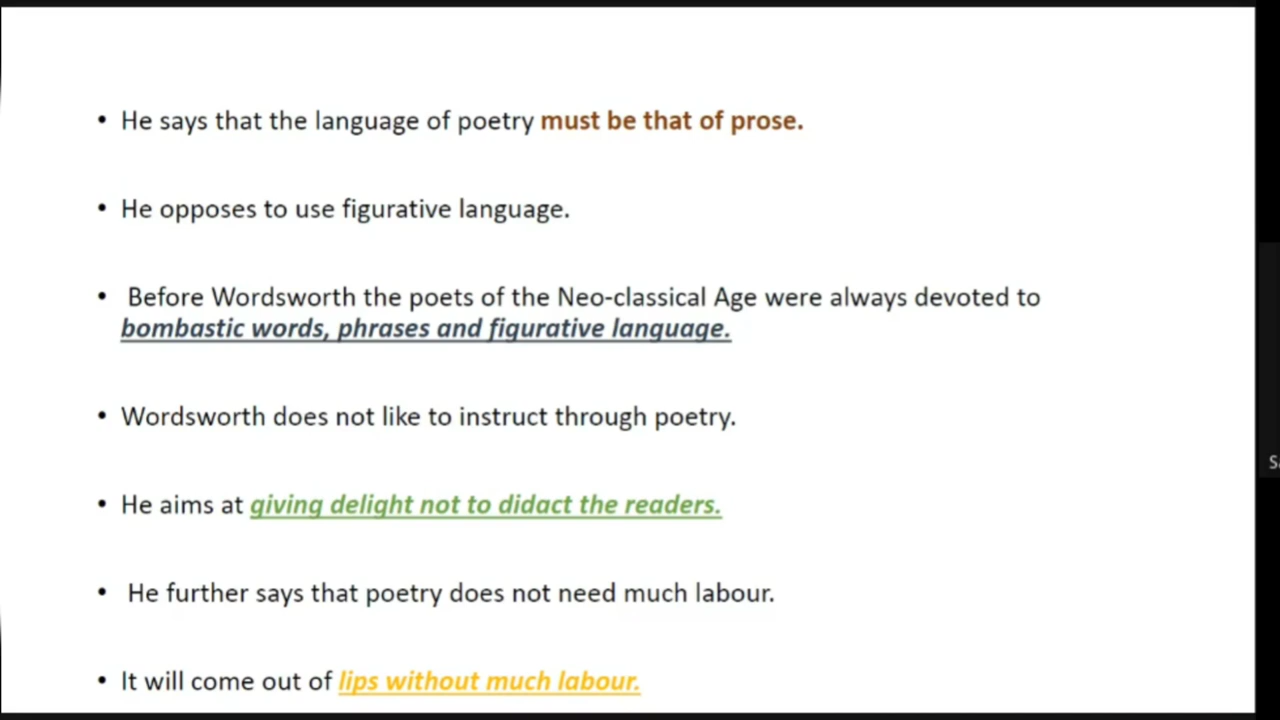 • He says that the language of poetry must be that of prose.
• He opposes to use figurative language.
• Before Wordsworth the poets of the Neo-classical Age were always devoted to
bombastic words, phrases and figurative language.
• Wordsworth does not like to instruct through poetry.
• He aims at giving delight not to didact the readers.
• He further says that poetry does not need much labour.
• It will come out of lips without much labour.